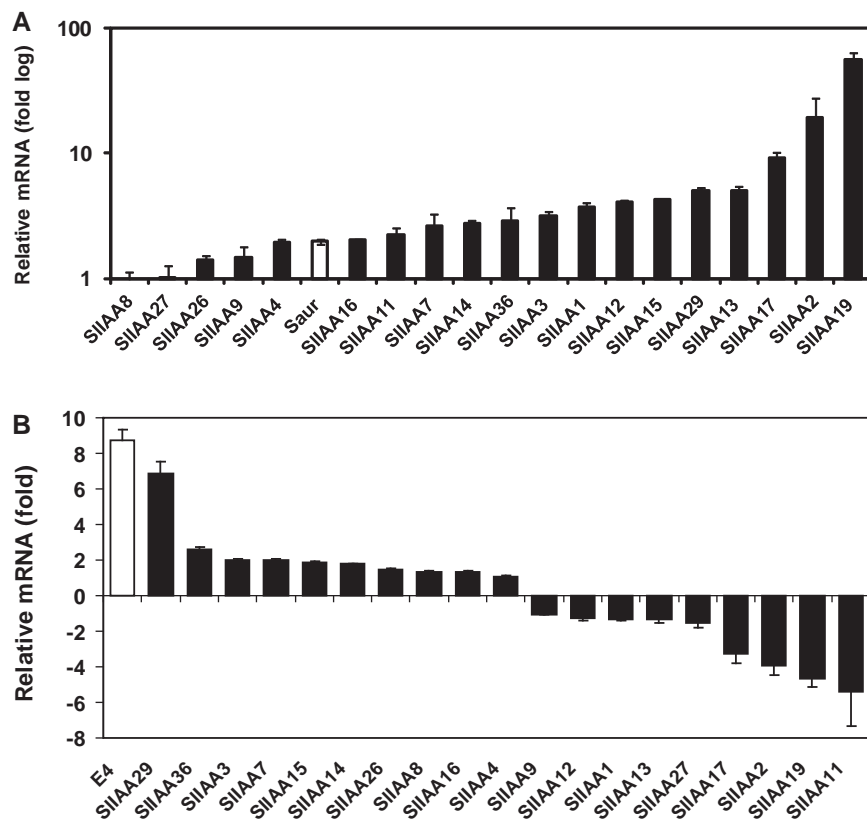 A
Relative mRNA (fold log)
100
10
1
SlIAA8
SlIAA27
SlIAA26
SlIAA9
SlIAA4
Saur
SlIAA16
SlIAA11
SlIAA7
SlIAA14
SlIAA36
SlIAA3
SlIAA1
SlIAA12
SlIAA15
SlIAA29
SlIAA13
SlIAA17
SlIAA2
SlIAA19
B
Relative mRNA (fold)
10
8
6
4
2
0
-2
-4
-6
-8
E4
SlIAA29
SlIAA36
SlIAA3
SlIAA7
SlIAA15
SlIAA14
SlIAA26
SlIAA8
SlIAA16
SlIAA4
SlIAA9
SlIAA12
SlIAA1
SlIAA13
SlIAA27
SlIAA17
SlIAA2
SlIAA19
SlIAA11